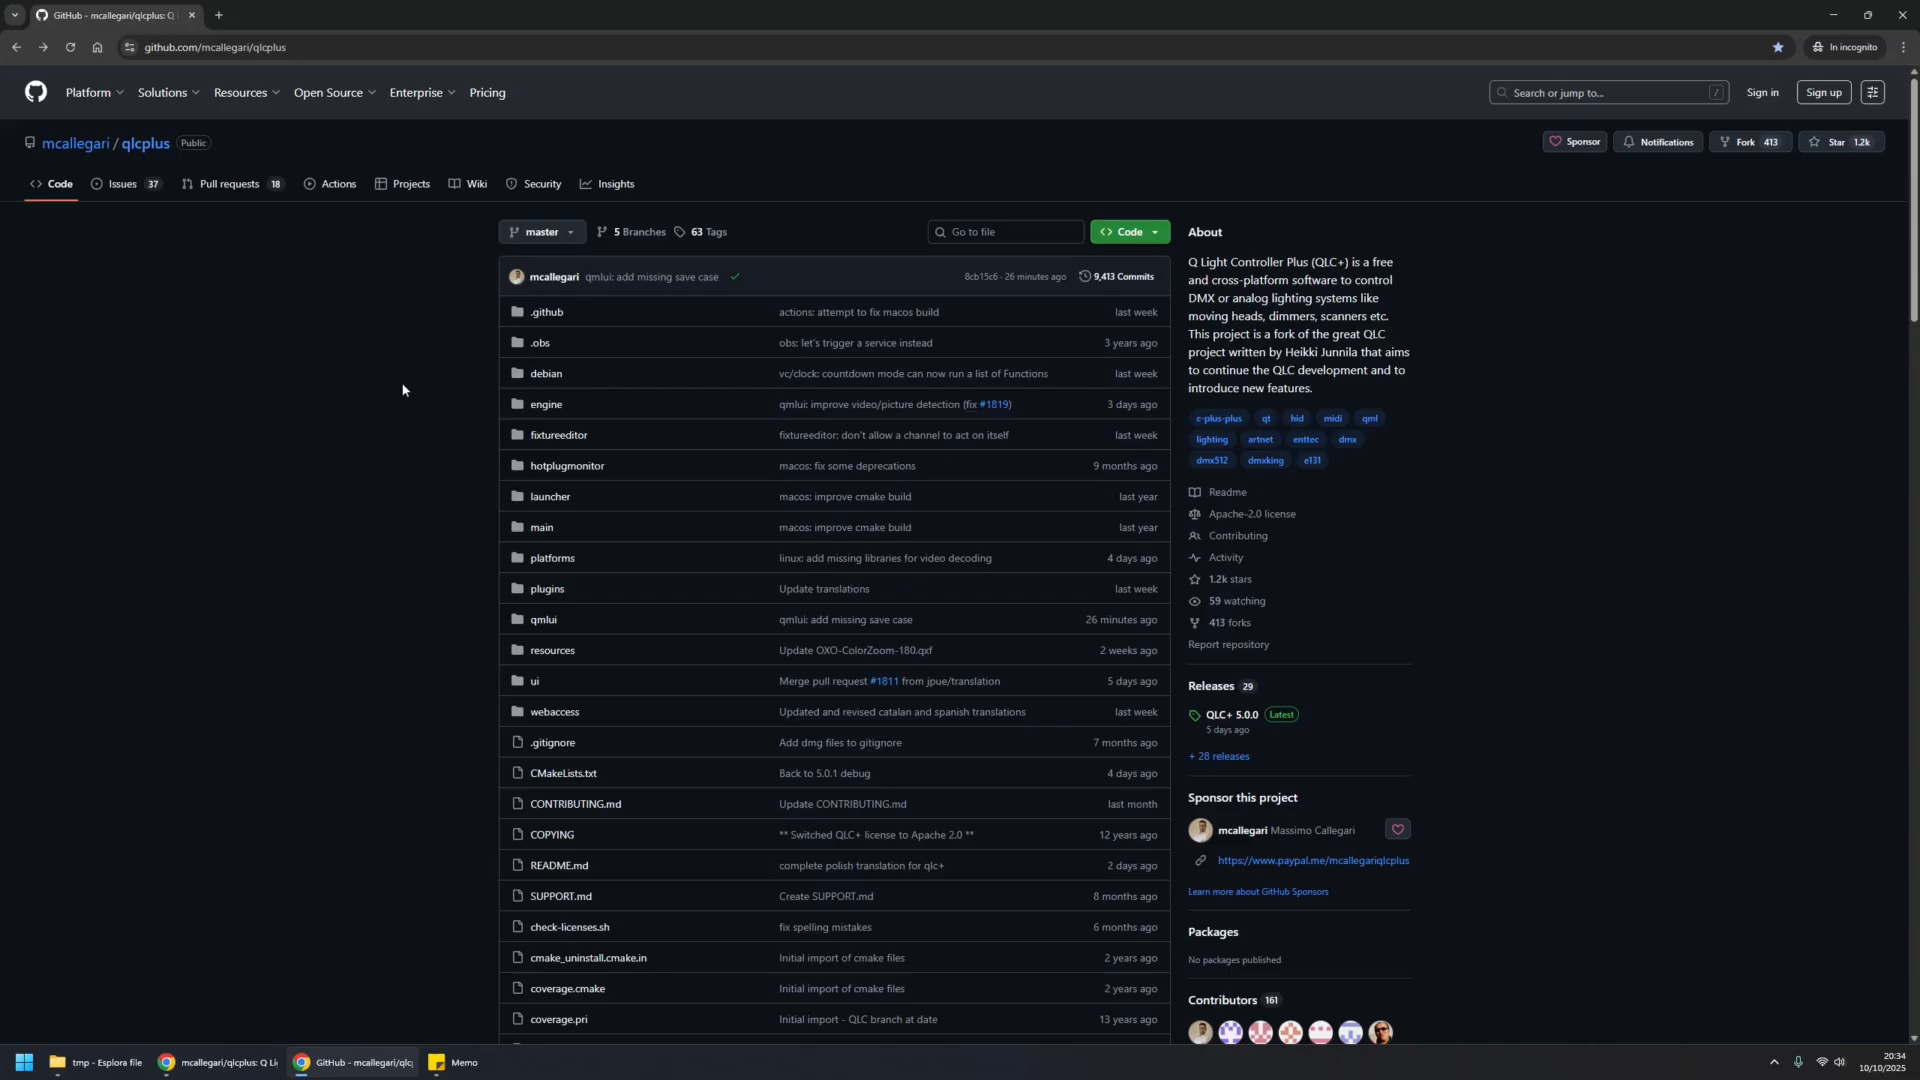 GitHub - mcallegari/qlcplus: Q
github.com/mcallegari/qlcplus
In incognito
Platform Solutions Resources Open Source Enterprise Pricing
Search or jump to... /
Sign in
Sign up
mcallegari / qlcplus Public
Sponsor
Notifications
Fork 413
Star 1.2k
Code
Issues 37
Pull requests 18
Actions
Projects
Wiki
Security
Insights
master
5 Branches
63 Tags
Go to file
Code
mcallegari qmlui: add missing save case 8cb15c6 · 26 minutes ago 9,413 Commits
.github actions: attempt to fix macos build last week
.obs obs: let's trigger a service instead 3 years ago
debian vc/clock: countdown mode can now run a list of Functions last week
engine qmlui: improve video/picture detection (fix #1819) 3 days ago
fixtureeditor fixtureeditor: don't allow a channel to act on itself last week
hotplugmonitor macos: fix some deprecations 9 months ago
launcher macos: improve cmake build last year
main macos: improve cmake build last year
platforms linux: add missing libraries for video decoding 4 days ago
plugins Update translations last week
qmlui qmlui: add missing save case 26 minutes ago
resources Update OXO-ColorZoom-180.qxf 2 weeks ago
ui Merge pull request #1811 from jpue/translation 5 days ago
webaccess Updated and revised catalan and spanish translations last week
.gitignore Add dmg files to gitignore 7 months ago
CMakeLists.txt Back to 5.0.1 debug 4 days ago
CONTRIBUTING.md Update CONTRIBUTING.md last month
COPYING ** Switched QLC+ license to Apache 2.0 ** 12 years ago
README.md complete polish translation for qlc+ 2 days ago
SUPPORT.md Create SUPPORT.md 8 months ago
check-licenses.sh fix spelling mistakes 6 months ago
cmake_uninstall.cmake.in Initial import of cmake files 2 years ago
coverage.cmake Initial import of cmake files 2 years ago
coverage.pri Initial import - QLC branch at date 13 years ago
About
Q Light Controller Plus (QLC+) is a free
and cross-platform software to control
DMX or analog lighting systems like
moving heads, dimmers, scanners etc.
This project is a fork of the great QLC
project written by Heikki Junnila that aims
to continue the QLC development and to
introduce new features.
c-plus-plus qt hid midi qml
lighting artnet enttec dmx
dmx512 dmxking e131
Readme
Apache-2.0 license
Contributing
Activity
1.2k stars
59 watching
413 forks
Report repository
Releases 29
QLC+ 5.0.0 Latest
5 days ago
+ 28 releases
Sponsor this project
mcallegari Massimo Callegari
https://www.paypal.me/mcallegariqlcplus
Learn more about GitHub Sponsors
Packages
No packages published
Contributors 161
tmp - Esplora file
mcallegari/qlcplus: Q Li
GitHub - mcallegari/qlc
Memo
20:34
10/10/2025